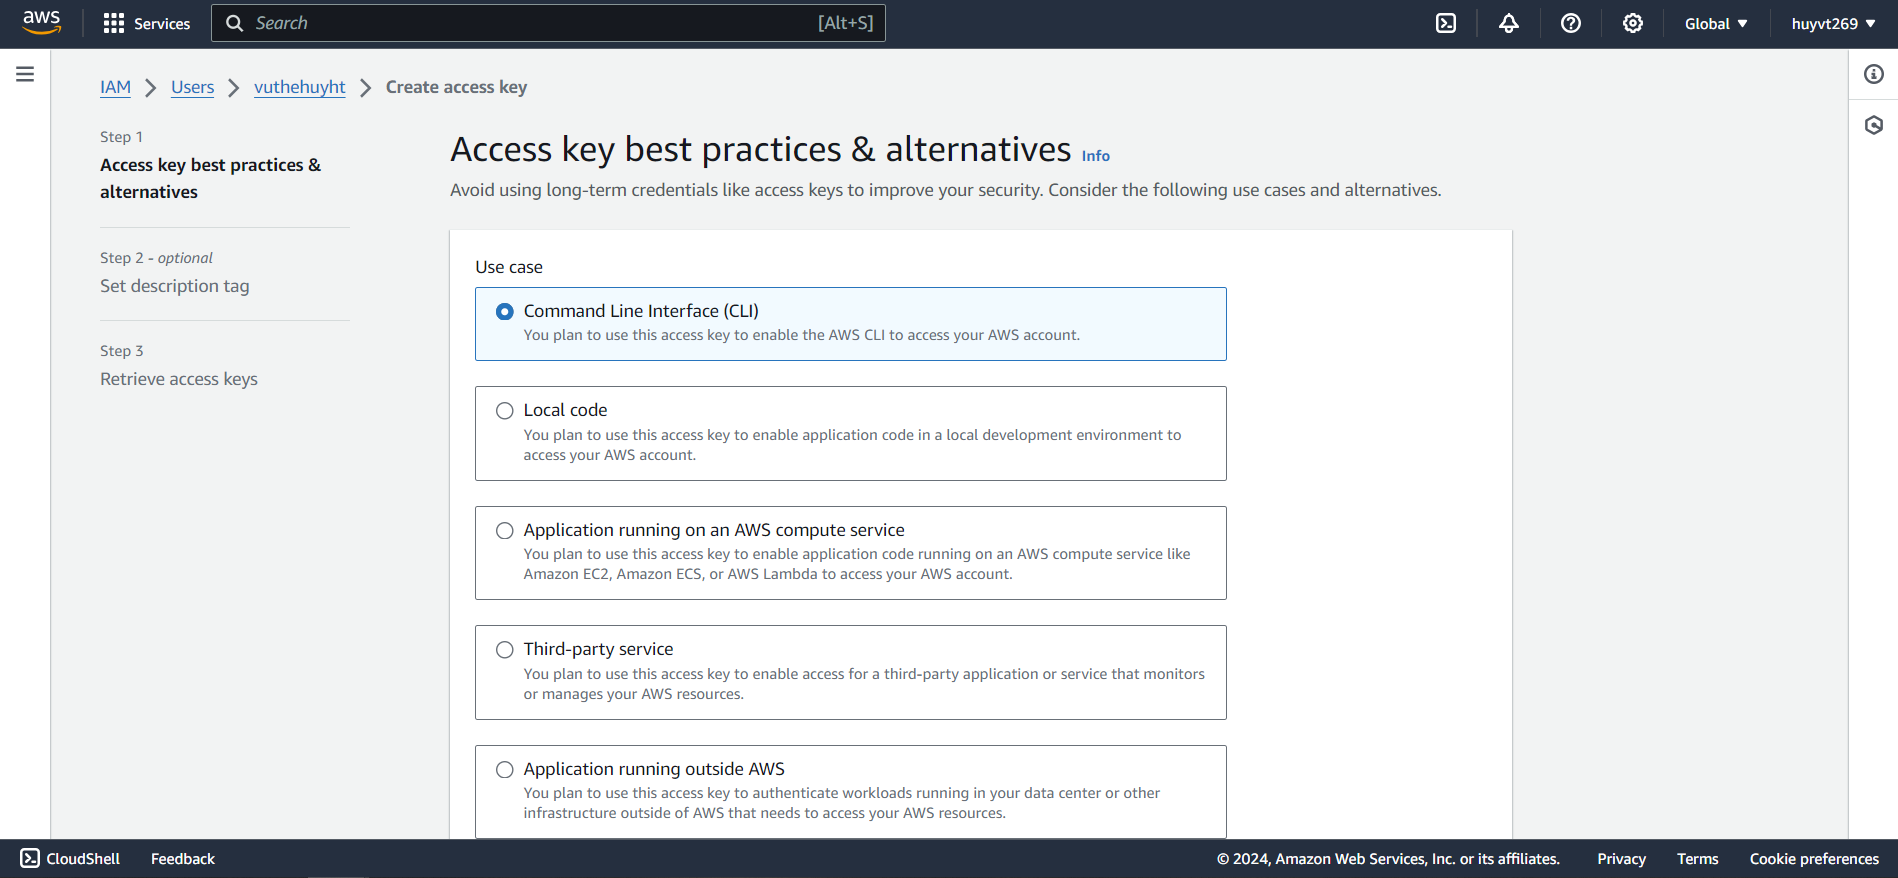 aws
Services
Search
[Alt+S]
Global
huyvt269
IAM
Users
vuthehuyht
Create access key
Step 1
Access key best practices &
alternatives
Step 2 - optional
Set description tag
Step 3
Retrieve access keys
Access key best practices & alternatives Info
Avoid using long-term credentials like access keys to improve your security. Consider the following use cases and alternatives.
Use case
Command Line Interface (CLI)
You plan to use this access key to enable the AWS CLI to access your AWS account.
Local code
You plan to use this access key to enable application code in a local development environment to
access your AWS account.
Application running on an AWS compute service
You plan to use this access key to enable application code running on an AWS compute service like
Amazon EC2, Amazon ECS, or AWS Lambda to access your AWS account.
Third-party service
You plan to use this access key to enable access for a third-party application or service that monitors
or manages your AWS resources.
Application running outside AWS
You plan to use this access key to authenticate workloads running in your data center or other
infrastructure outside of AWS that needs to access your AWS resources.
CloudShell
Feedback
© 2024, Amazon Web Services, Inc. or its affiliates.
Privacy
Terms
Cookie preferences